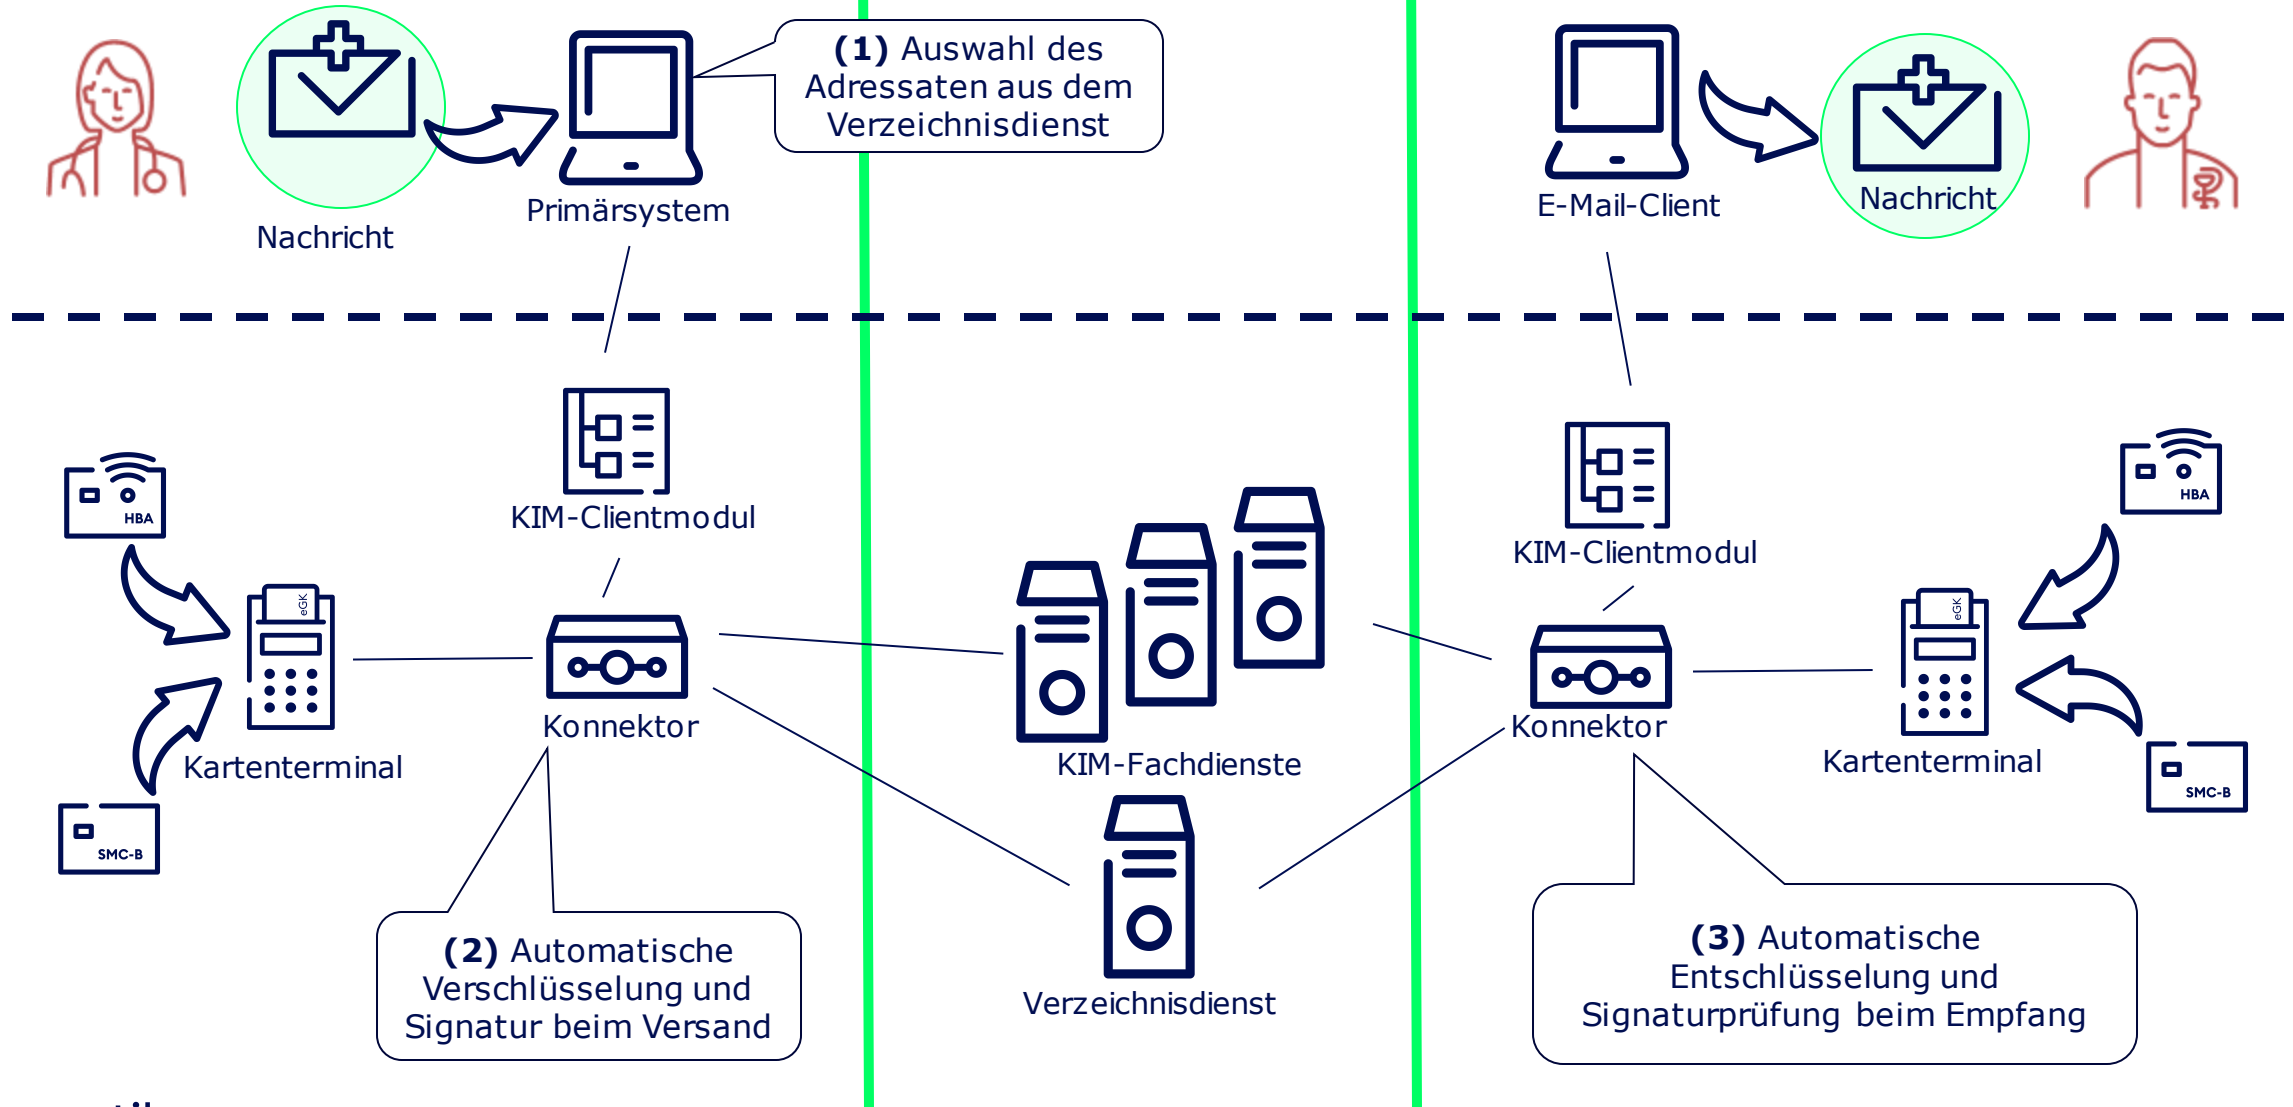 (1) Auswahl des
Adressaten aus dem
Verzeichnisdienst
Nachricht
Primärsystem
E-Mail-Client
Nachricht
HBA
KIM-Clientmodul
eGK
Konnektor
Kartenterminal
SMC-B
(2) Automatische
Verschlüsselung und
Signatur beim Versand
KIM-Fachdienste
Verzeichnisdienst
KIM-Clientmodul
HBA
eGK
Konnektor
Kartenterminal
SMC-B
(3) Automatische
Entschlüsselung und
Signaturprüfung beim Empfang